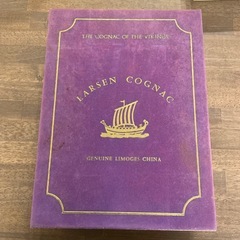 THE COGNAC OF THE VIKINGS
LARSEN COGNAC
GENUINE LIMOGES CHINA